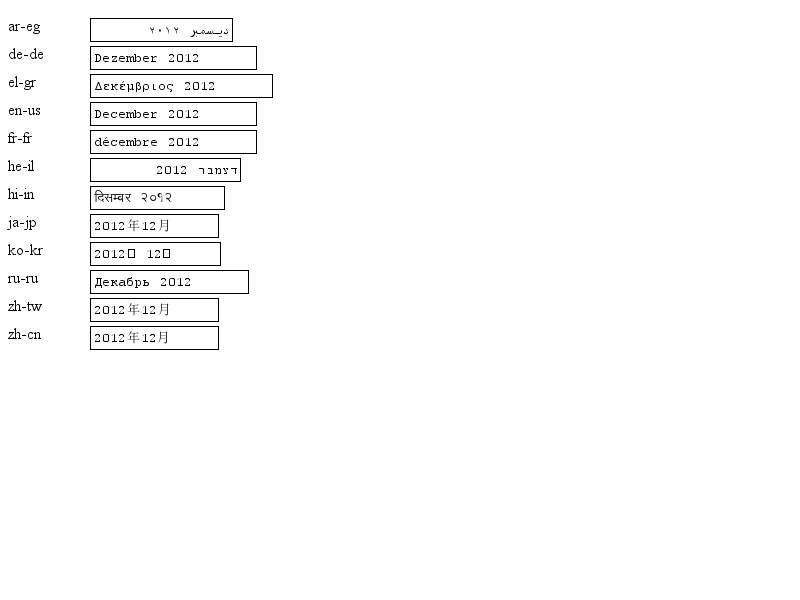 ar-eg ديسمبر ٢٠١٢
de-de Dezember 2012
el-gr Δεκέμβριος 2012
en-us December 2012
fr-fr décembre 2012
he-il דצמבר 2012
hi-in दिसम्बर २०१२
ja-jp 2012年12月
ko-kr 2012 12
ru-ru Декабрь 2012
zh-tw 2012年12月
zh-cn 2012年12月